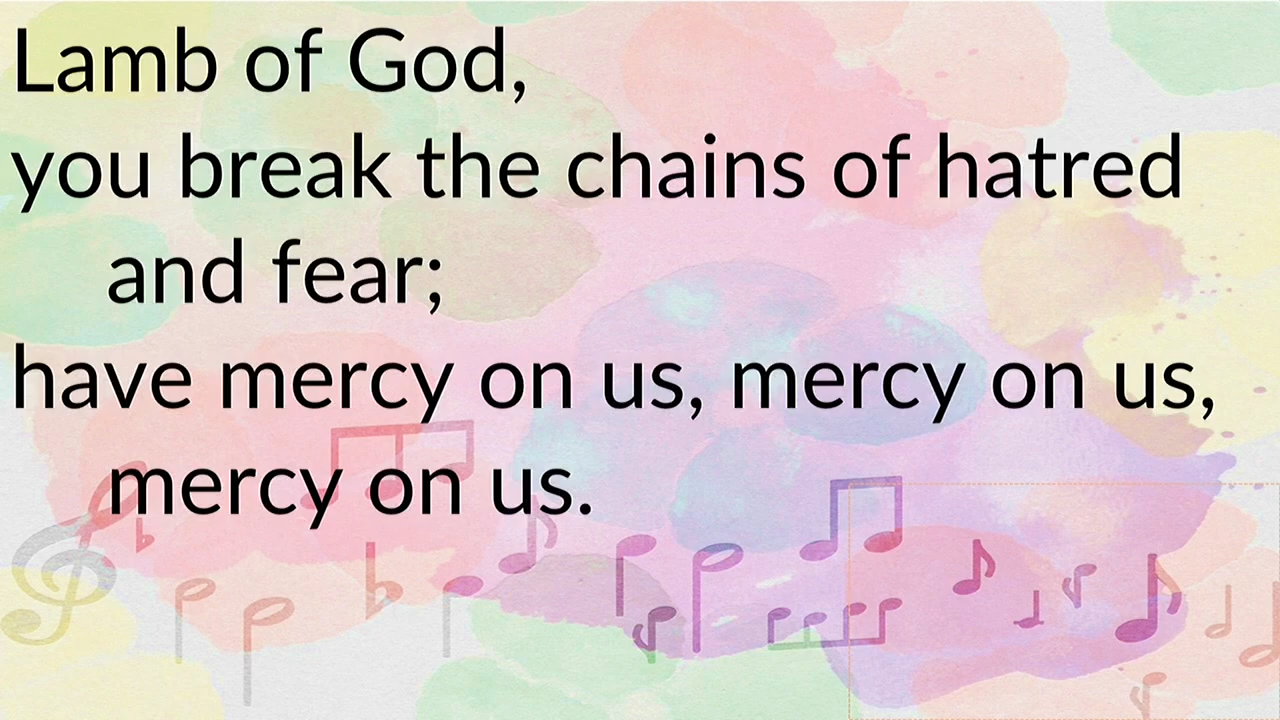 Lamb of God,
you break the chains of hatred
and fear;
have mercy on us, mercy on us,
mercy on us.